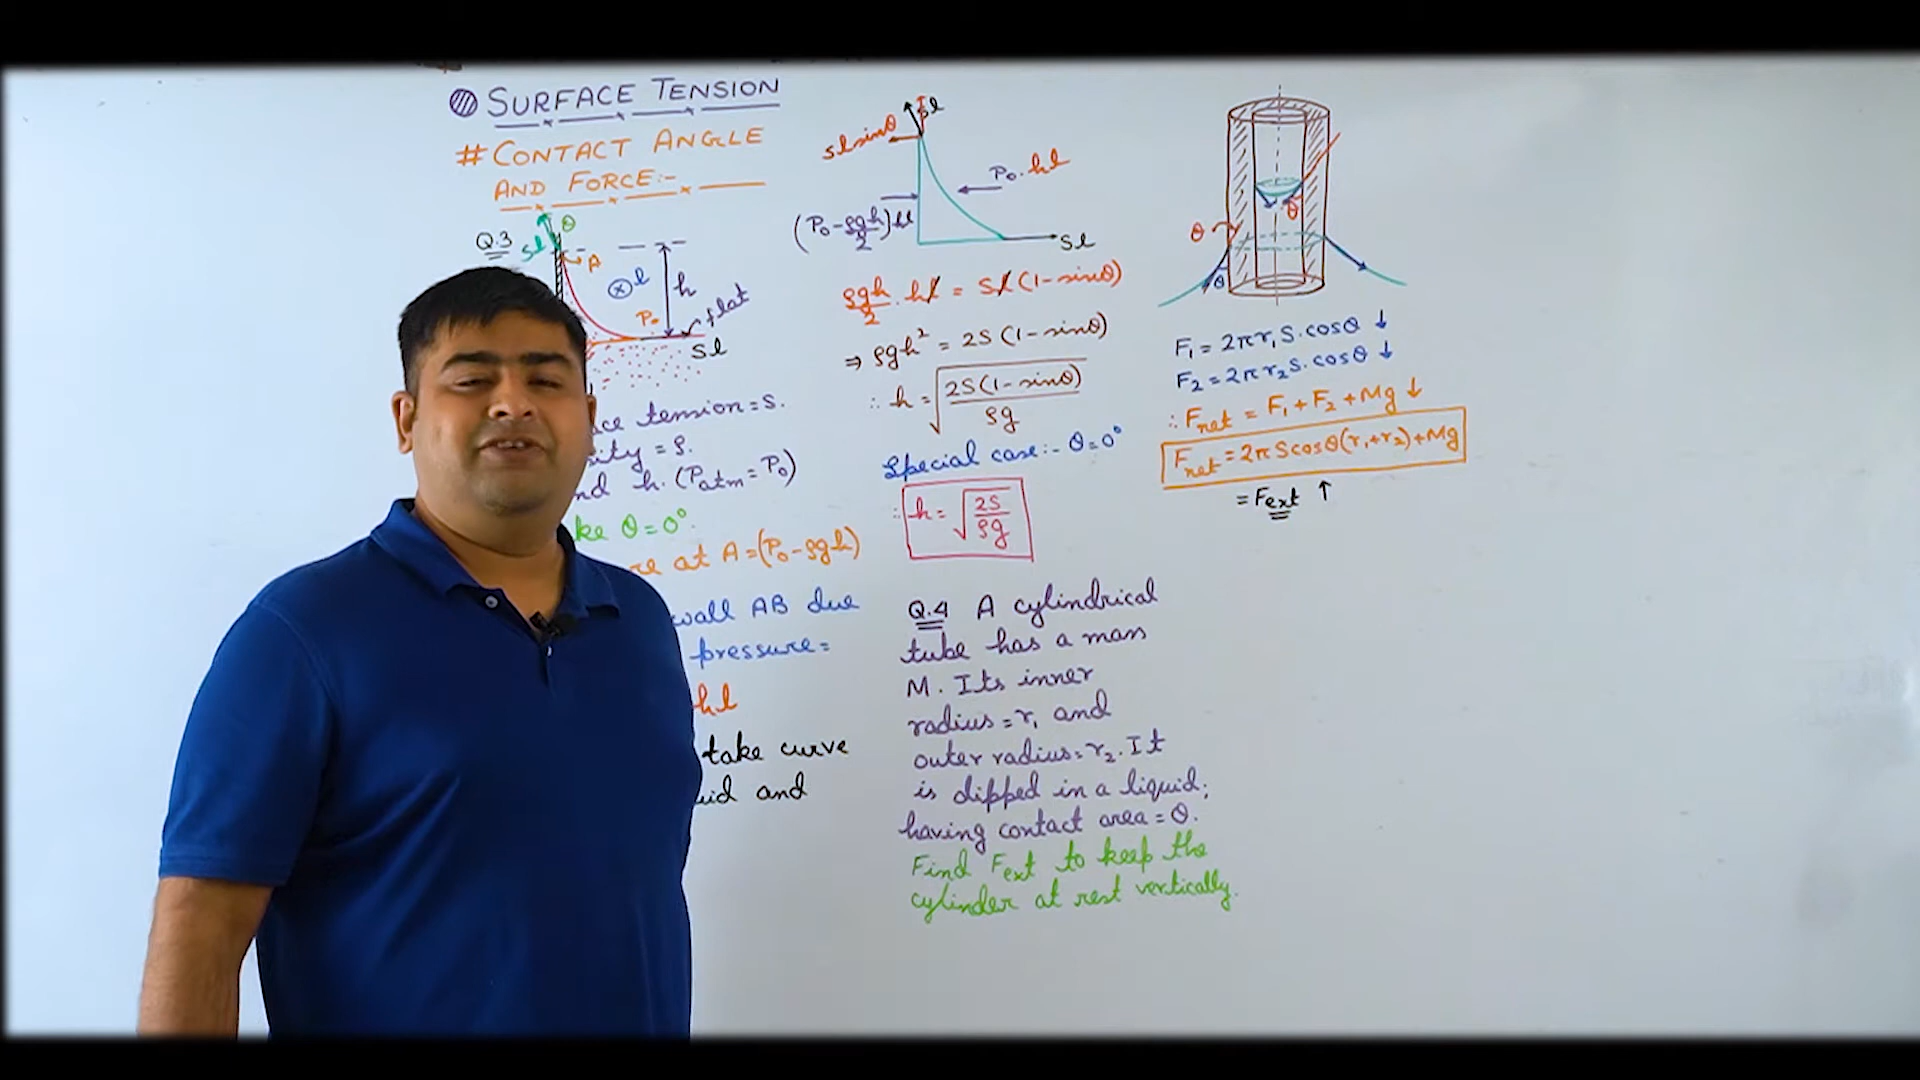 SURFACE TENSION
# CONTACT ANGLE
AND FORCE:-
Q.3
θ
Sl
A
l
h
flat
P₀
Sl
tension = S.
= ρ.
h. (Patm = P₀)
θ = 0°.
at A = (P₀ - ρgh)
wall AB due
pressure =
hl
take curve
and
Sl
Sl sinθ
P₀. hl
(P₀ - ρgh/2) hl
Sl
ρgh/2 . hl = Sl (1 - sinθ)
⇒ ρgh² = 2S (1 - sinθ)
∴ h = √(2S(1 - sinθ)/ρg)
Special case:- θ = 0°
∴ h = √(2S/ρg)
Q.4 A cylindrical
tube has a mass
M. Its inner
radius = r₁ and
outer radius = r₂. It
is dipped in a liquid;
having contact area = θ.
Find Fext to keep the
cylinder at rest vertically.
θ
θ
θ
F₁ = 2πr₁S. cosθ ↓
F₂ = 2πr₂S. cosθ ↓
∴ Fnet = F₁ + F₂ + Mg ↓
Fnet = 2πScosθ(r₁+r₂) + Mg
= Fext ↑